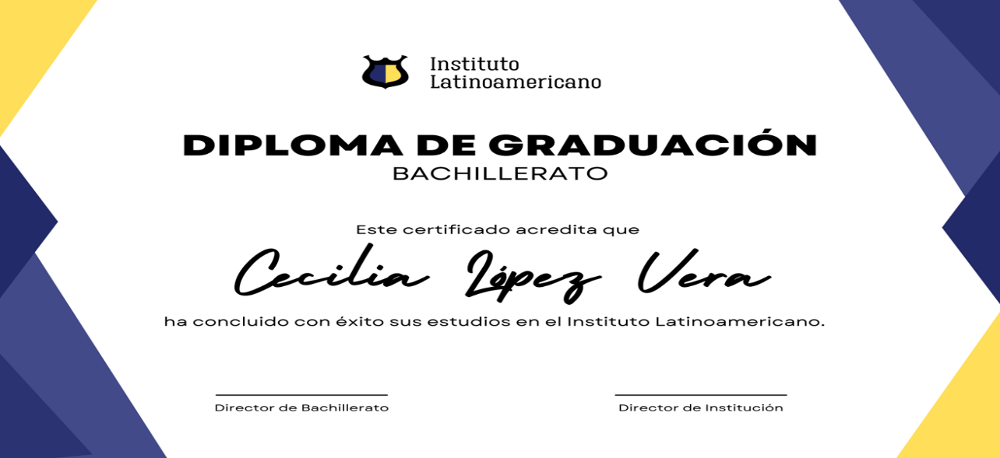 Instituto
Latinoamericano
DIPLOMA DE GRADUACIÓN
BACHILLERATO
Este certificado acredita que
Cecilia López Vera
ha concluido con éxito sus estudios en el Instituto Latinoamericano.
Director de Bachillerato
Director de Institución